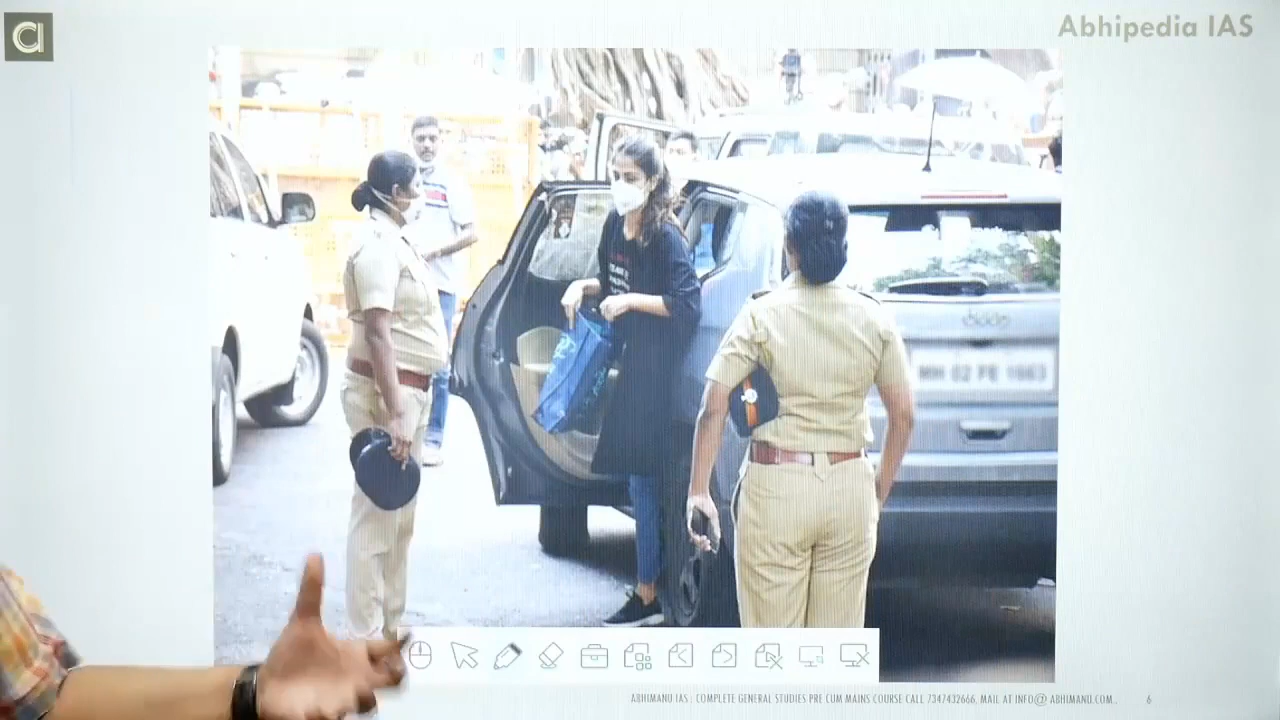 Abhipedia IAS
Jeep
MH 02 FE 1663
ABHIMANU IAS : COMPLETE GENERAL STUDIES PRE CUM MAINS COURSE CALL 7347432666, MAIL AT INFO@ ABHIMANU.COM..
6